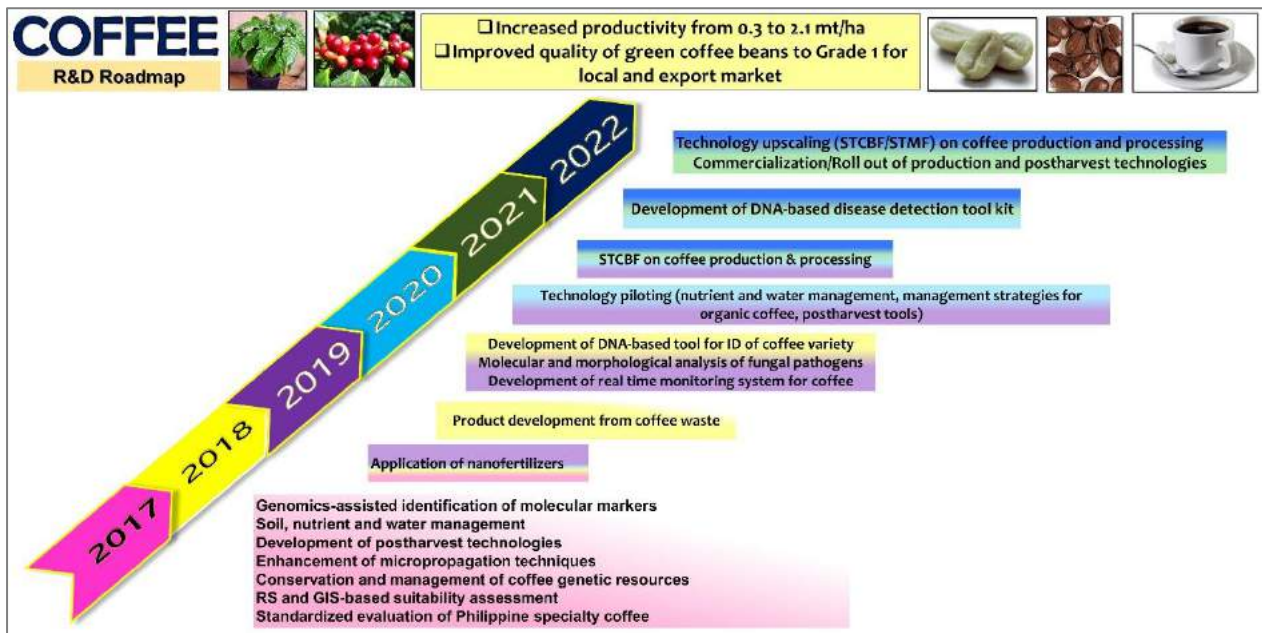 COFFEE
R&D Roadmap
❑Increased productivity from 0.3 to 2.1 mt/ha
❑Improved quality of green coffee beans to Grade 1 for
local and export market
2022
2021
2020
2019
2018
2017
Technology upscaling (STCBF/STMF) on coffee production and processing
Commercialization/Roll out of production and postharvest technologies
Development of DNA-based disease detection tool kit
STCBF on coffee production & processing
Technology piloting (nutrient and water management, management strategies for
organic coffee, postharvest tools)
Development of DNA-based tool for ID of coffee variety
Molecular and morphological analysis of fungal pathogens
Development of real time monitoring system for coffee
Product development from coffee waste
Application of nanofertilizers
Genomics-assisted identification of molecular markers
Soil, nutrient and water management
Development of postharvest technologies
Enhancement of micropropagation techniques
Conservation and management of coffee genetic resources
RS and GIS-based suitability assessment
Standardized evaluation of Philippine specialty coffee